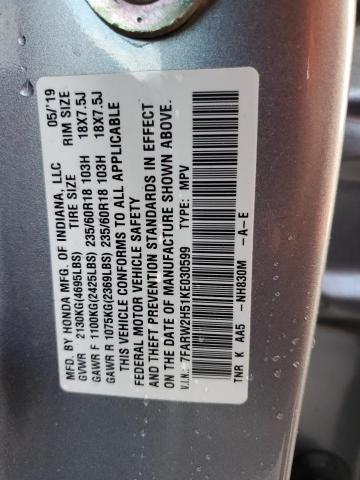 MFD. BY HONDA MFG. OF INDIANA, LLC 05/'19
GVWR 2130KG(4695LBS) TIRE SIZE RIM SIZE
GAWR F 1100KG(2425LBS) 235/60R18 103H 18X7.5J
GAWR R 1075KG(2369LBS) 235/60R18 103H 18X7.5J
THIS VEHICLE CONFORMS TO ALL APPLICABLE
FEDERAL MOTOR VEHICLE SAFETY
AND THEFT PREVENTION STANDARDS IN EFFECT
ON THE DATE OF MANUFACTURE SHOWN ABOVE.
V.I.N.: 7FARW2H51KE030599 TYPE: MPV
TNR K AA5 -NH830M -A-E